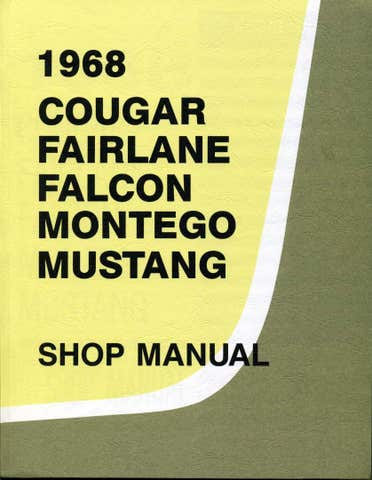 1968
COUGAR
FAIRLANE
FALCON
MONTEGO
MUSTANG
SHOP MANUAL